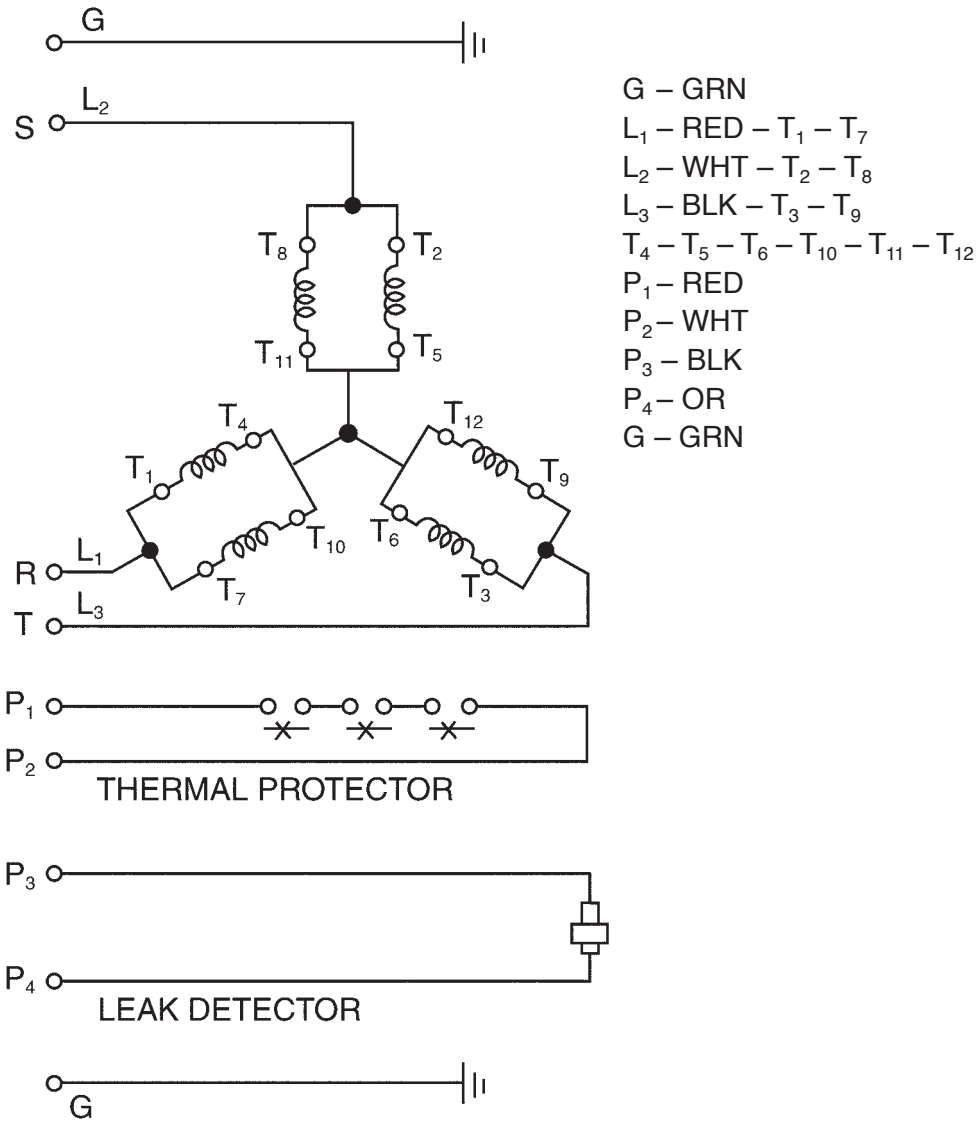 G
L₂
S
G – GRN
L₁ – RED – T₁ – T₇
L₂ – WHT – T₂ – T₈
L₃ – BLK – T₃ – T₉
T₄ – T₅ – T₆ – T₁₀ – T₁₁ – T₁₂
P₁ – RED
P₂ – WHT
P₃ – BLK
P₄ – OR
G – GRN
T₈ T₂
T₁₁ T₅
T₄ T₁₂
T₁ T₉
T₁₀ T₆
T₇ T₃
R L₁
T L₃
P₁
P₂
THERMAL PROTECTOR
P₃
P₄
LEAK DETECTOR
G